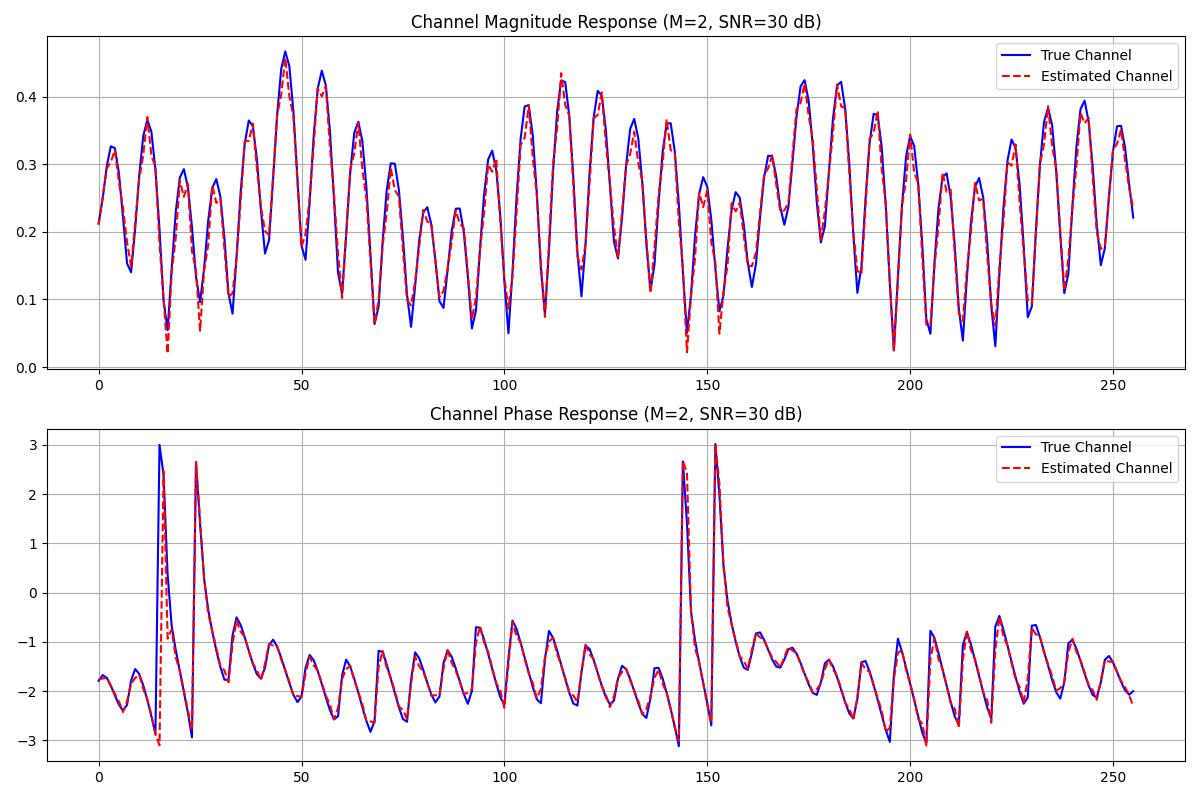 Channel Magnitude Response (M=2, SNR=30 dB)
True Channel
Estimated Channel
0.4
0.3
0.2
0.1
0.0
0 50 100 150 200 250
Channel Phase Response (M=2, SNR=30 dB)
True Channel
Estimated Channel
3
2
1
0
−1
−2
−3
0 50 100 150 200 250